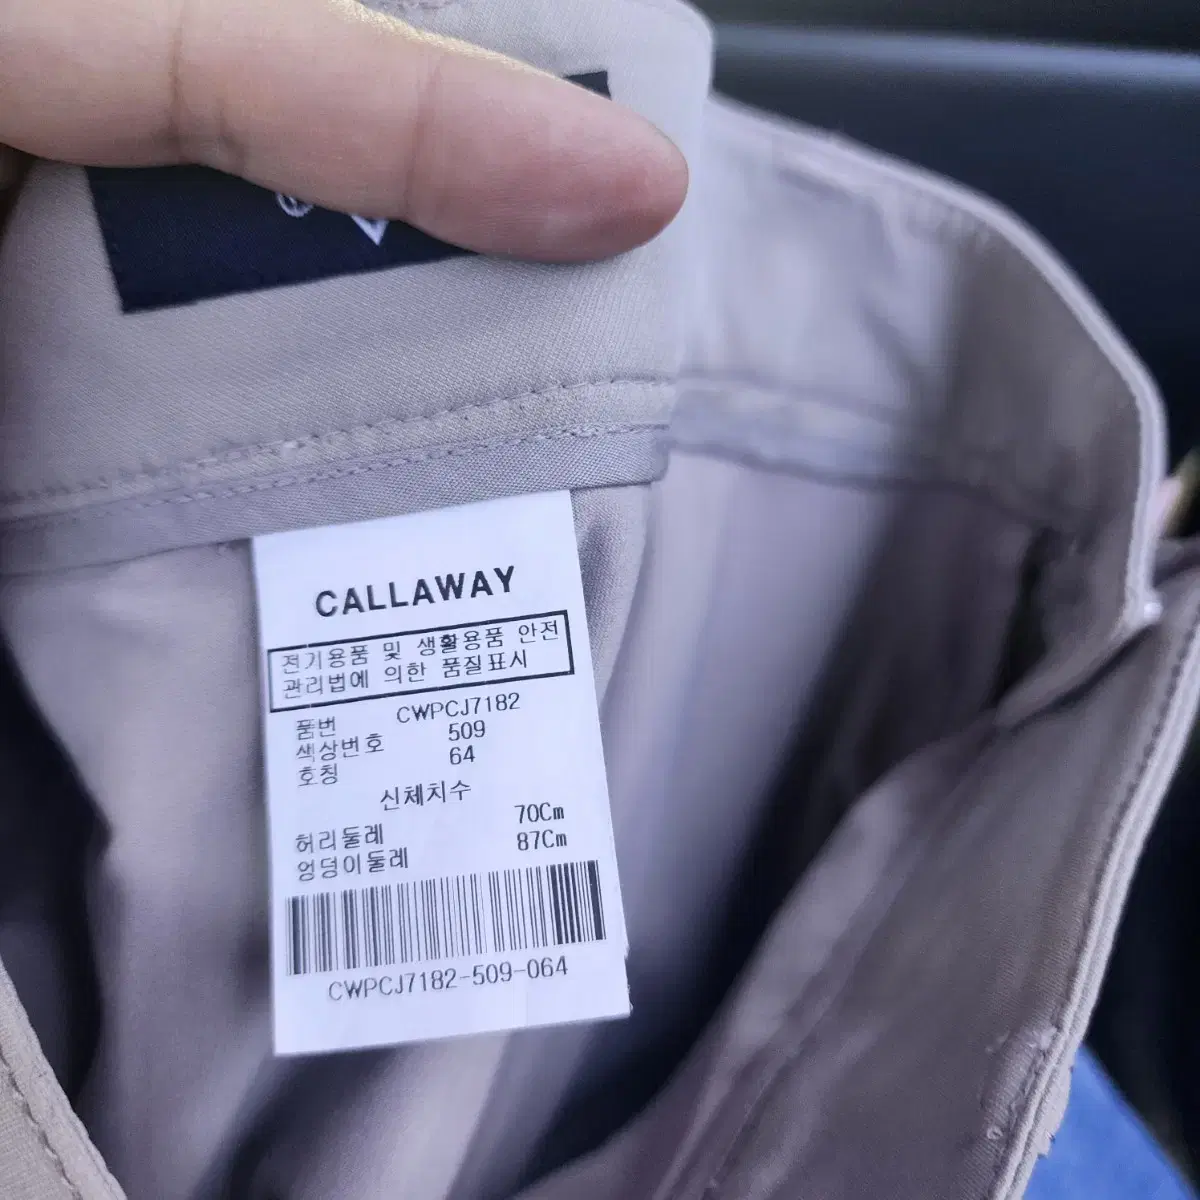 CALLAWAY
전기용품 및 생활용품 안전
관리법에 의한 품질표시
품번 CWPCJ7182
색상번호 509
호칭 64
신체치수
허리둘레 70Cm
엉덩이둘레 87Cm
CWPCJ7182-509-064